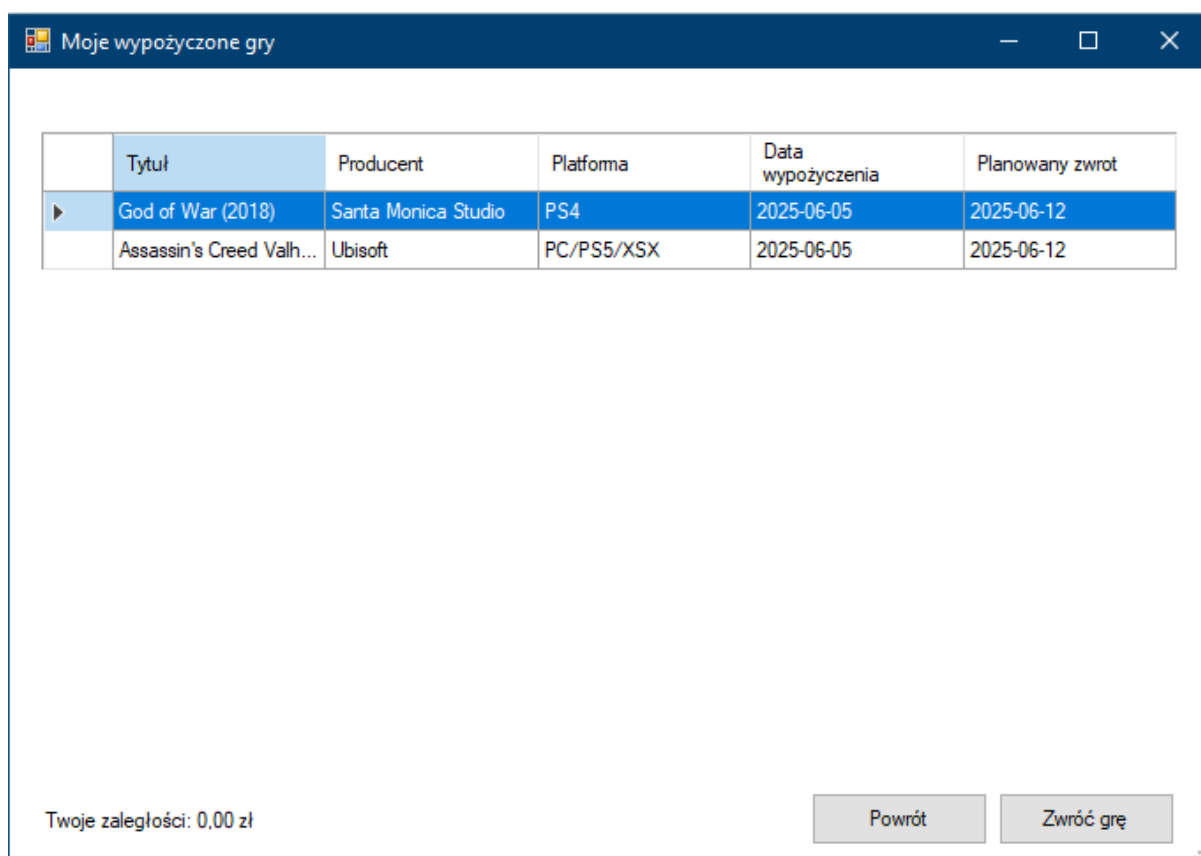 Moje wypożyczone gry
Tytuł Producent Platforma Data wypożyczenia Planowany zwrot
God of War (2018) Santa Monica Studio PS4 2025-06-05 2025-06-12
Assassin's Creed Valh... Ubisoft PC/PS5/XSX 2025-06-05 2025-06-12
Twoje zaległości: 0,00 zł Powrót Zwróć grę